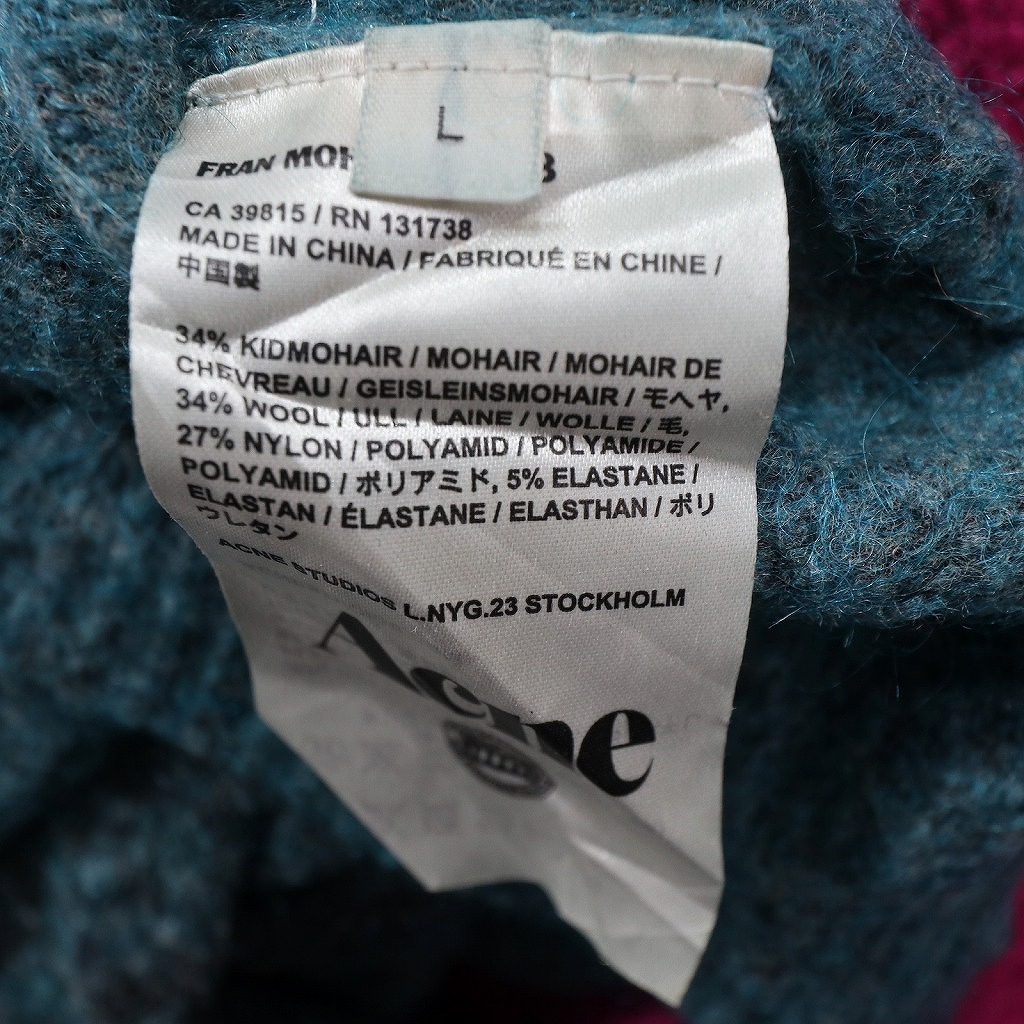 L
FRAN MOH
CA 39815 / RN 131738
MADE IN CHINA / FABRIQUÉ EN CHINE /
中国製
34% KIDMOHAIR / MOHAIR / MOHAIR DE
CHEVREAU / GEISLEINSMOHAIR / モヘヤ,
34% WOOL / ULL / LAINE / WOLLE / 毛,
27% NYLON / POLYAMID / POLYAMIDE /
POLYAMID / ポリアミド, 5% ELASTANE /
ELASTAN / ÉLASTANE / ELASTHAN / ポリ
ウレタン
ACNE STUDIOS L.NYG.23 STOCKHOLM
Acne